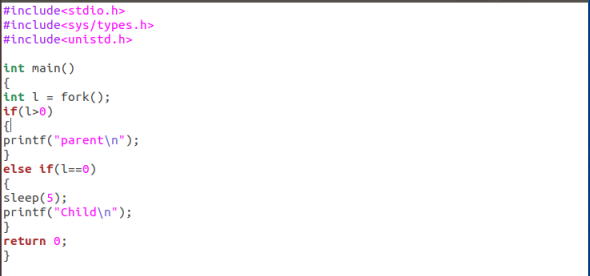 #include<stdio.h>
#include<sys/types.h>
#include<unistd.h>
int main()
{
int l = fork();
if(l>0)
{
printf("parent\n");
}
else if(l==0)
{
sleep(5);
printf("Child\n");
}
return 0;
}